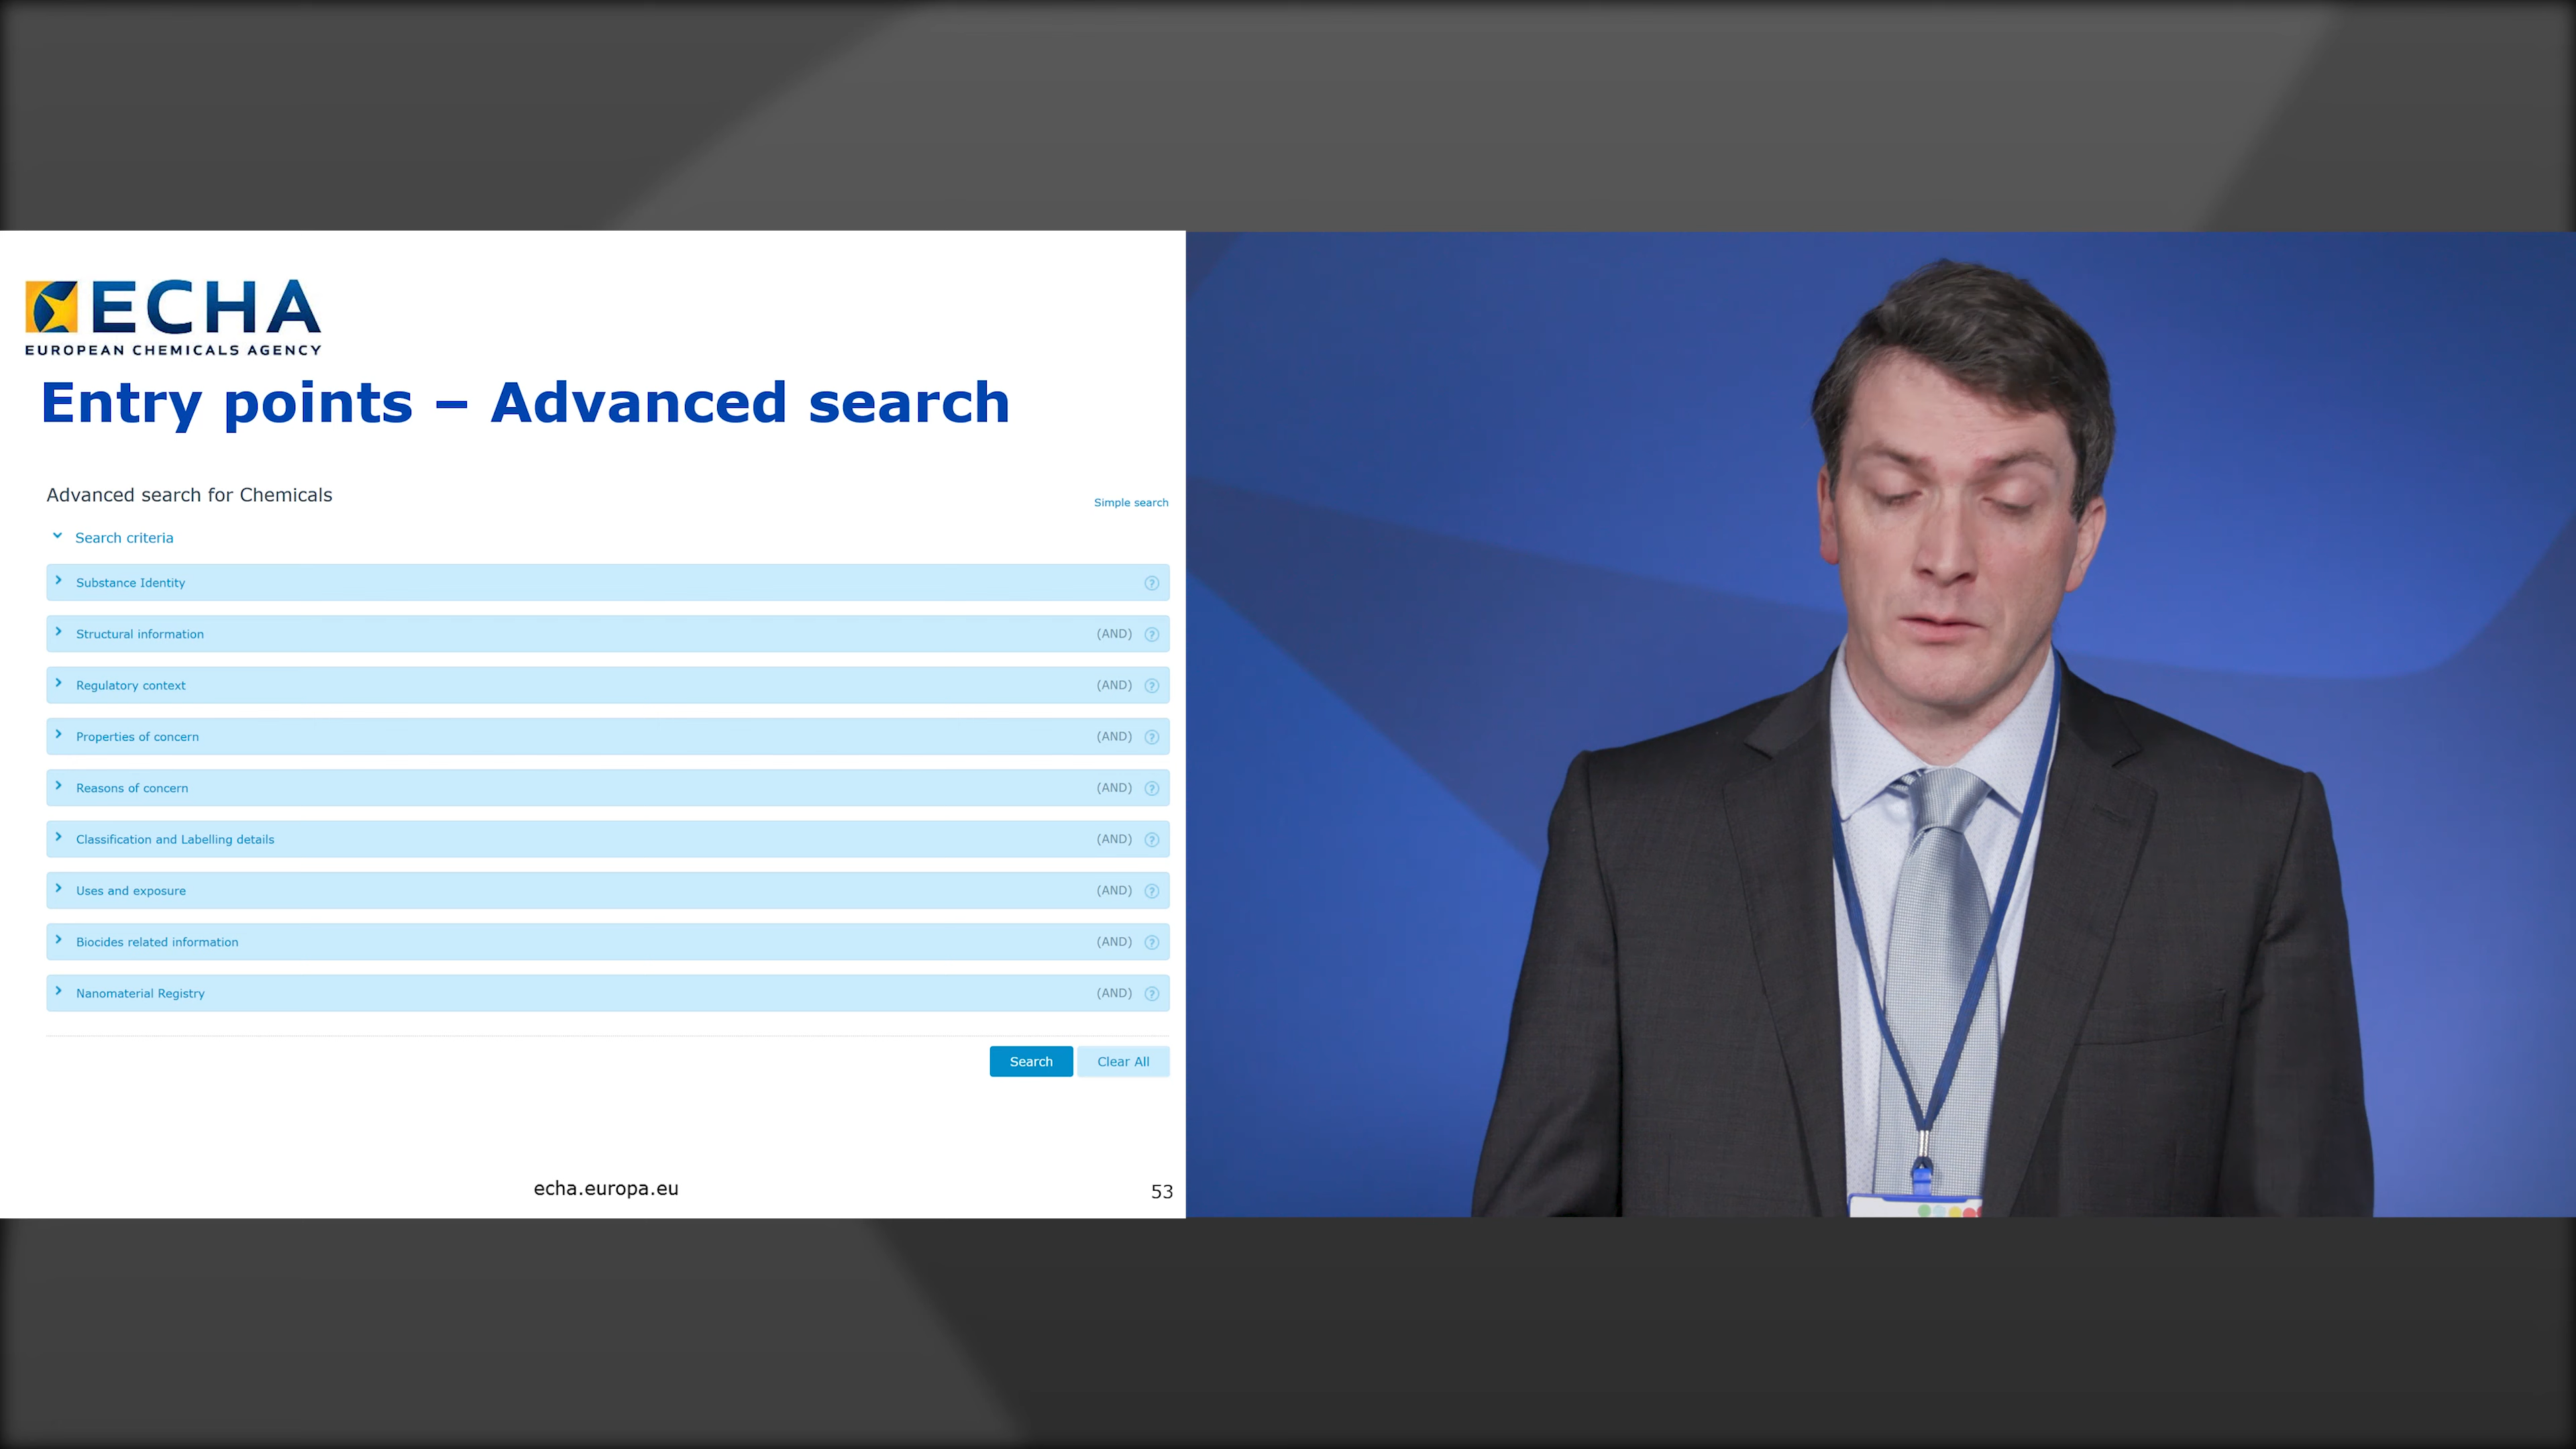 ECHA
EUROPEAN CHEMICALS AGENCY
Entry points – Advanced search
Advanced search for Chemicals
Simple search
Search criteria
Substance Identity ?
Structural information (AND) ?
Regulatory context (AND) ?
Properties of concern (AND) ?
Reasons of concern (AND) ?
Classification and Labelling details (AND) ?
Uses and exposure (AND) ?
Biocides related information (AND) ?
Nanomaterial Registry (AND) ?
Search Clear All
echa.europa.eu 53